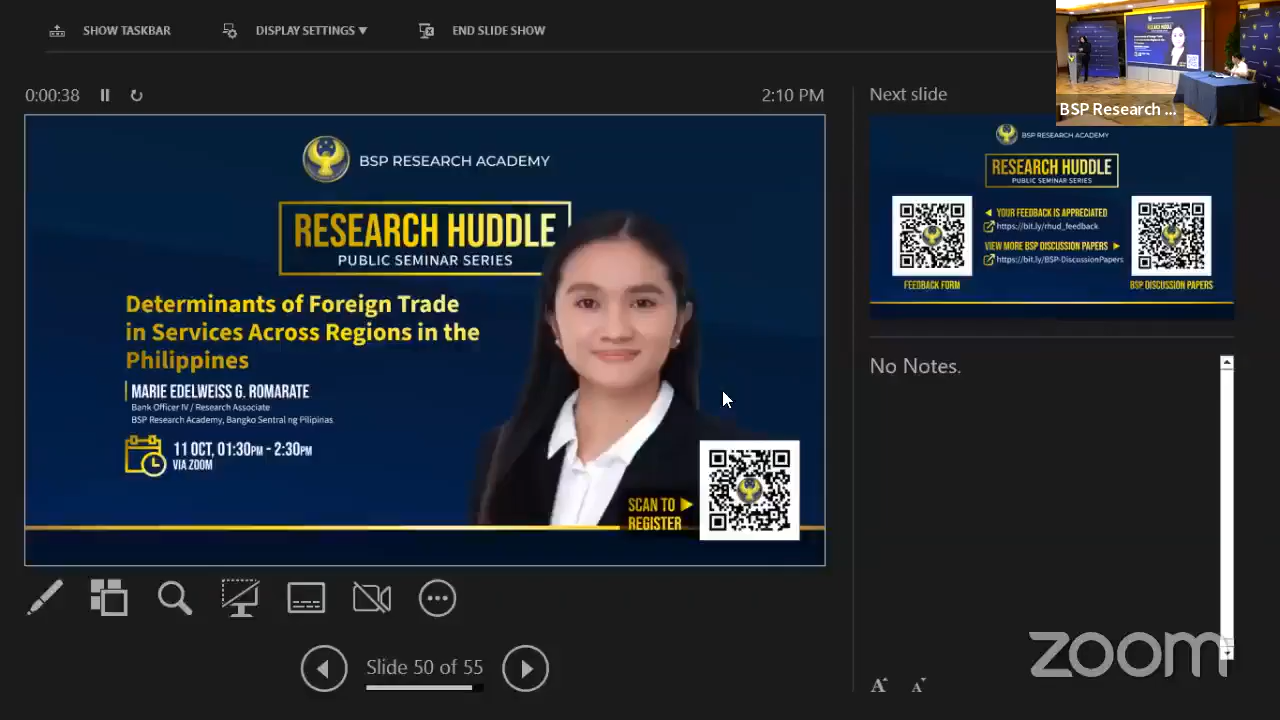 SHOW TASKBAR
DISPLAY SETTINGS ▼
END SLIDE SHOW
0:00:38
2:10 PM
BSP RESEARCH ACADEMY
RESEARCH HUDDLE
PUBLIC SEMINAR SERIES
Determinants of Foreign Trade
in Services Across Regions in the
Philippines
MARIE EDELWEISS G. ROMARATE
Bank Officer IV / Research Associate
BSP Research Academy, Bangko Sentral ng Pilipinas
11 OCT, 01:30PM - 2:30PM
VIA ZOOM
SCAN TO
REGISTER
Slide 50 of 55
Next slide
BSP Research ...
BSP RESEARCH ACADEMY
RESEARCH HUDDLE
PUBLIC SEMINAR SERIES
YOUR FEEDBACK IS APPRECIATED
https://bit.ly/rhud_feedback
VIEW MORE BSP DISCUSSION PAPERS
https://bit.ly/BSP-DiscussionPapers
FEEDBACK FORM
BSP DISCUSSION PAPERS
No Notes.
A A
zoom